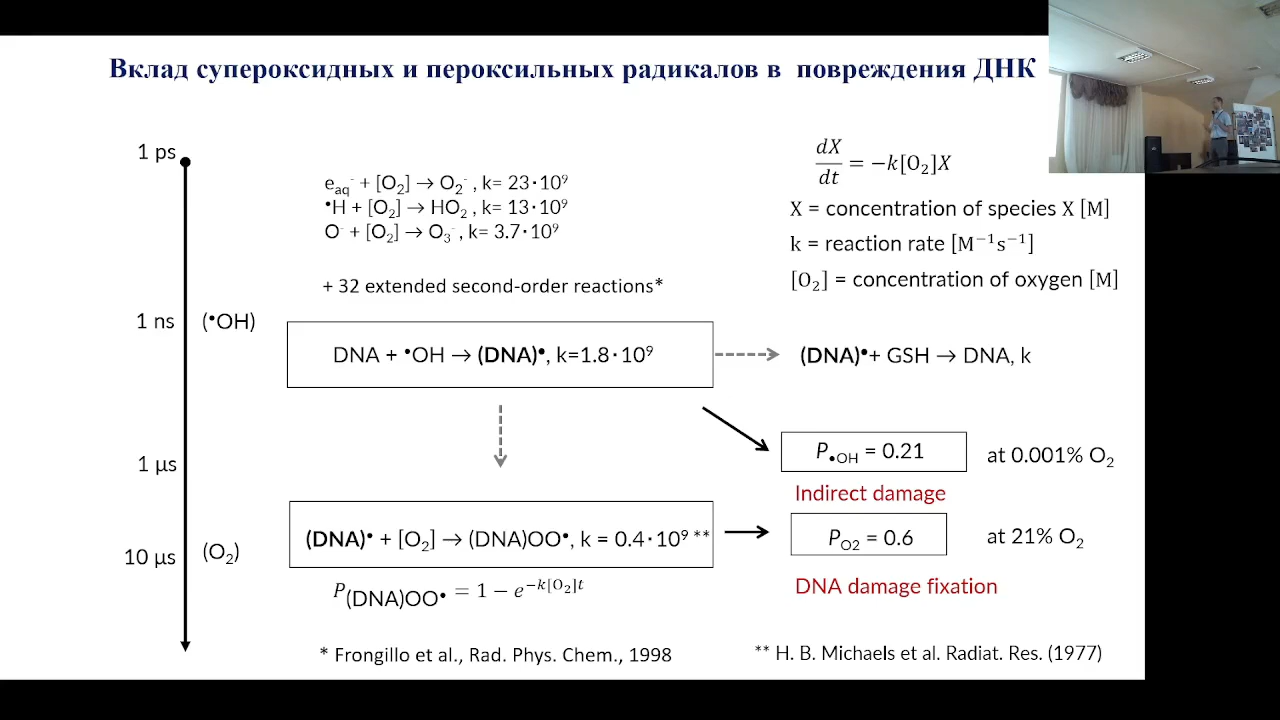 Вклад супероксидных и пероксильных радикалов в повреждения ДНК
1 ps
e_aq^- + [O₂] → O₂^-, k= 23·10⁹
•H + [O₂] → HO₂, k= 13·10⁹
O^- + [O₂] → O₃^-, k= 3.7·10⁹
+ 32 extended second-order reactions*
dX/dt = −k[O₂]X
X = concentration of species X [M]
k = reaction rate [M⁻¹s⁻¹]
[O₂] = concentration of oxygen [M]
1 ns
(•OH)
DNA + •OH → (DNA)•, k=1.8·10⁹
(DNA)•+ GSH → DNA, k
1 μs
P•OH = 0.21
at 0.001% O₂
Indirect damage
10 μs
(O₂)
(DNA)• + [O₂] → (DNA)OO•, k = 0.4·10⁹ **
P_O2 = 0.6
at 21% O₂
P(DNA)OO• = 1 − e^{−k[O₂]t}
DNA damage fixation
* Frongillo et al., Rad. Phys. Chem., 1998
** H. B. Michaels et al. Radiat. Res. (1977)